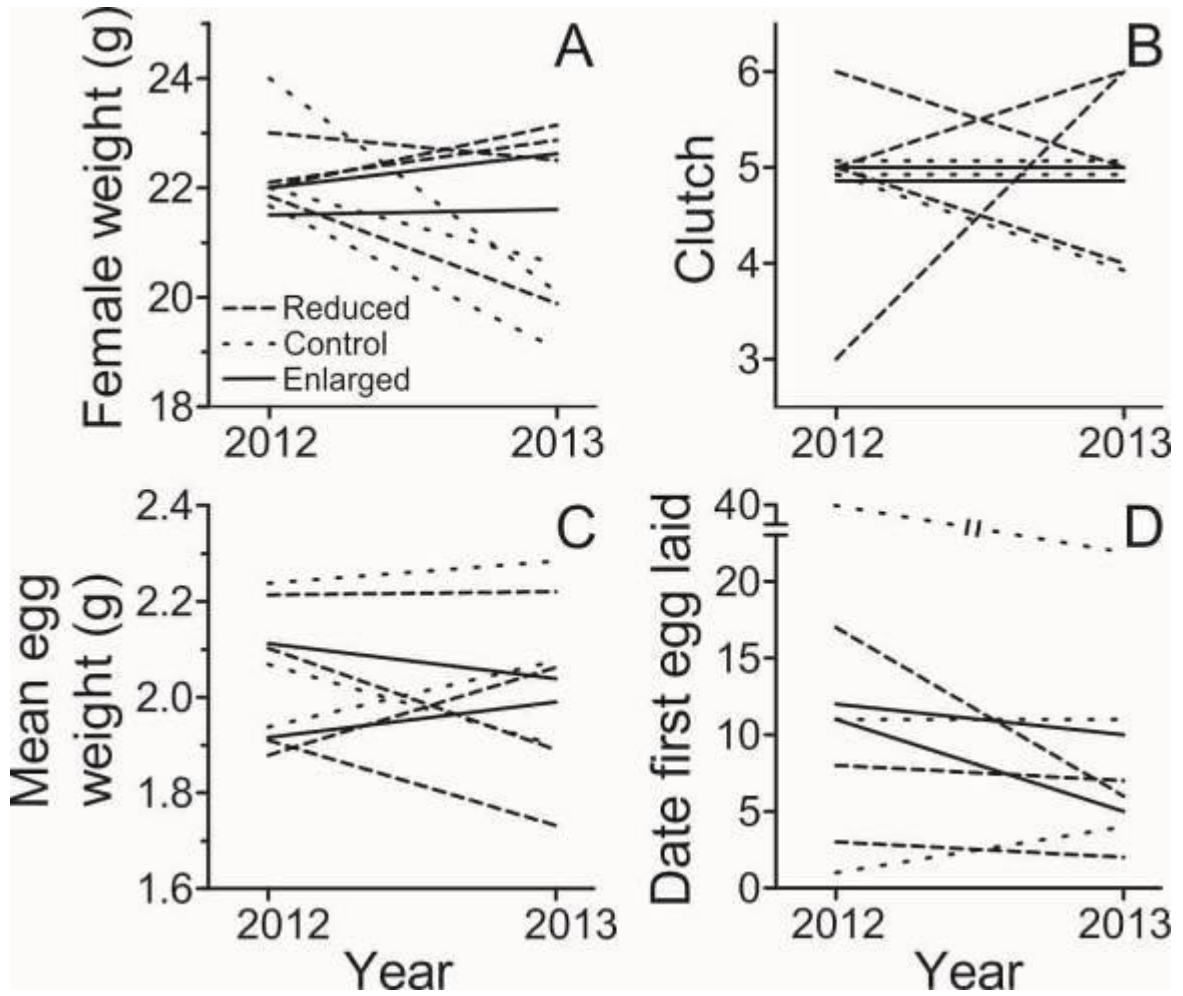 A
Female weight (g)
24
22
20
18
Reduced
Control
Enlarged
2012 2013
B
Clutch
6
5
4
3
2012 2013
C
Mean egg
weight (g)
2.4
2.2
2.0
1.8
1.6
2012 2013
Year
D
Date first egg laid
40
20
15
10
5
0
2012 2013
Year